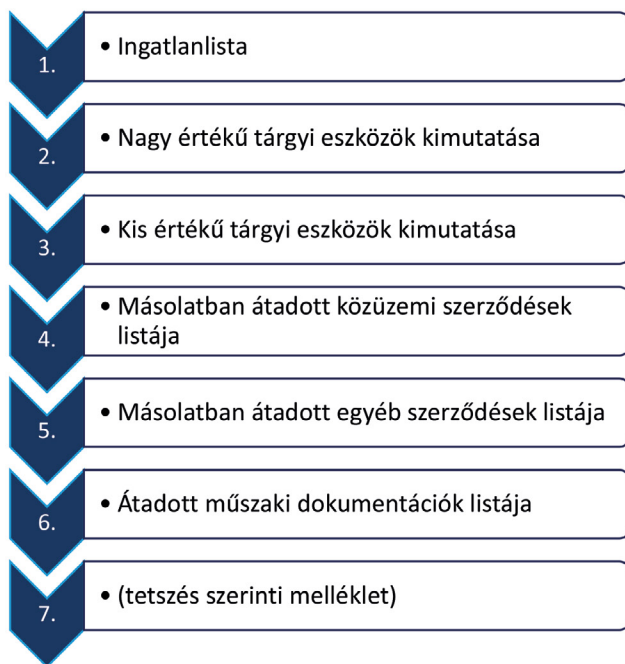 1.
• Ingatlanlista
2.
• Nagy értékű tárgyi eszközök kimutatása
3.
• Kis értékű tárgyi eszközök kimutatása
4.
• Másolatban átadott közüzemi szerződések
listája
5.
• Másolatban átadott egyéb szerződések listája
6.
• Átadott műszaki dokumentációk listája
7.
• (tetszés szerinti melléklet)